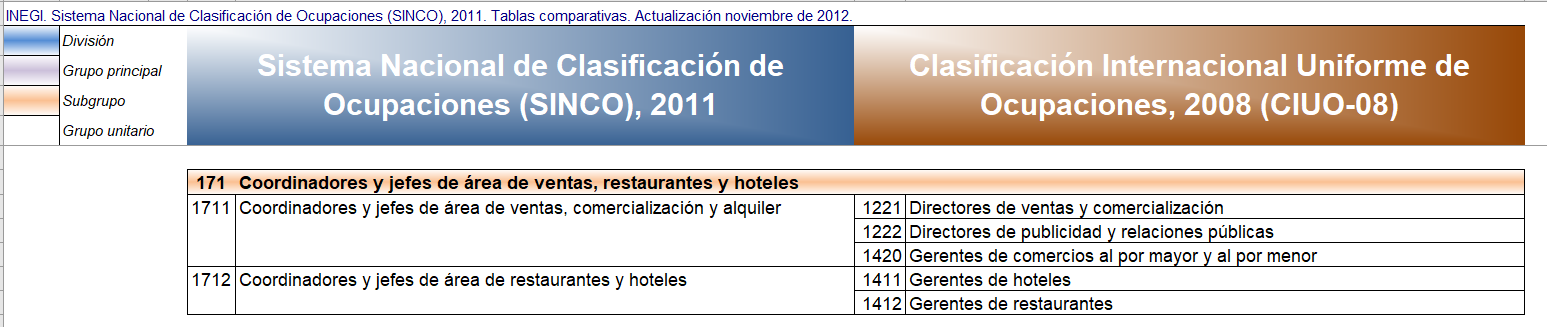 INEGI. Sistema Nacional de Clasificación de Ocupaciones (SINCO), 2011. Tablas comparativas. Actualización noviembre de 2012.
División
Grupo principal
Subgrupo
Grupo unitario
Sistema Nacional de Clasificación de
Ocupaciones (SINCO), 2011
Clasificación Internacional Uniforme de
Ocupaciones, 2008 (CIUO-08)
171 Coordinadores y jefes de área de ventas, restaurantes y hoteles
1711 Coordinadores y jefes de área de ventas, comercialización y alquiler 1221 Directores de ventas y comercialización
1222 Directores de publicidad y relaciones públicas
1420 Gerentes de comercios al por mayor y al por menor
1712 Coordinadores y jefes de área de restaurantes y hoteles 1411 Gerentes de hoteles
1412 Gerentes de restaurantes